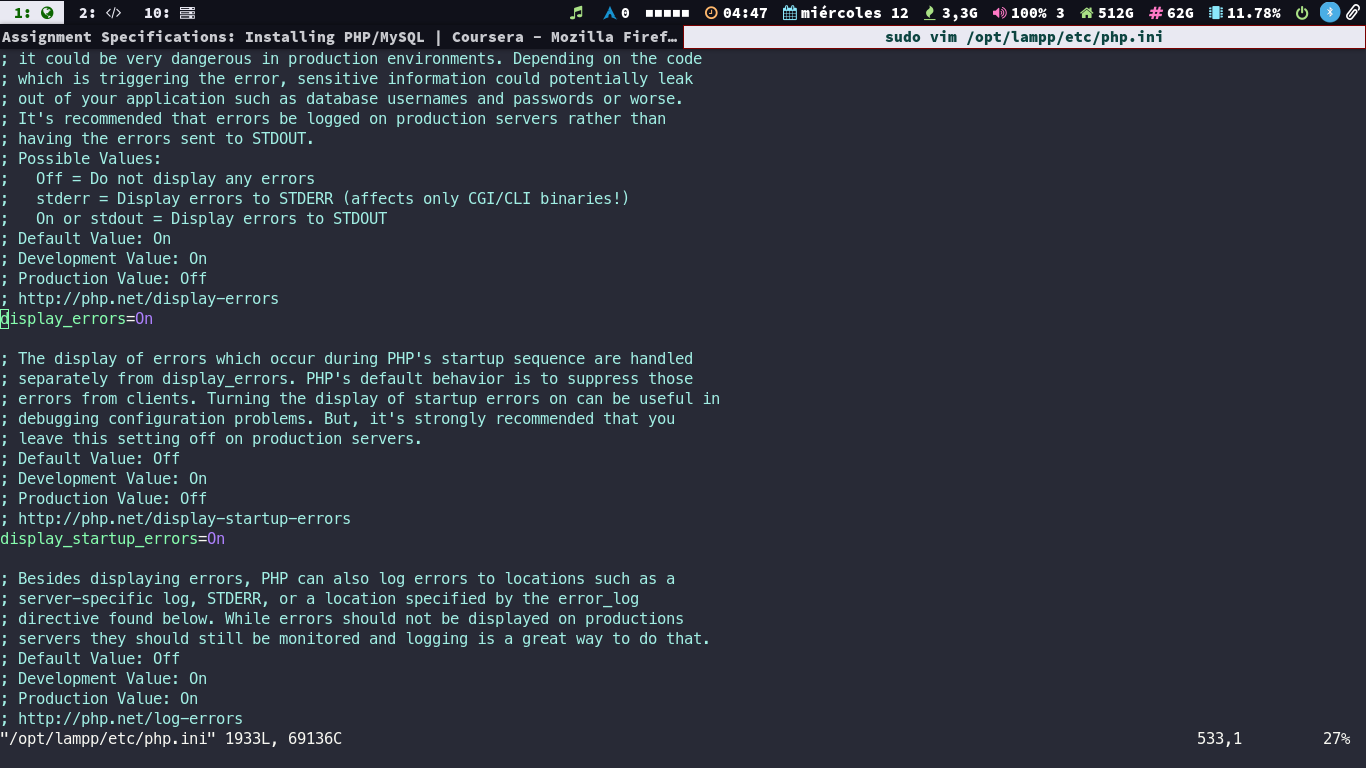 1: 2: 10: 0 04:47 miércoles 12 3,3G 100% 3 512G 62G 11.78%
Assignment Specifications: Installing PHP/MySQL | Coursera - Mozilla Firef… sudo vim /opt/lampp/etc/php.ini
; it could be very dangerous in production environments. Depending on the code
; which is triggering the error, sensitive information could potentially leak
; out of your application such as database usernames and passwords or worse.
; It's recommended that errors be logged on production servers rather than
; having the errors sent to STDOUT.
; Possible Values:
;   Off = Do not display any errors
;   stderr = Display errors to STDERR (affects only CGI/CLI binaries!)
;   On or stdout = Display errors to STDOUT
; Default Value: On
; Development Value: On
; Production Value: Off
; http://php.net/display-errors
display_errors=On

; The display of errors which occur during PHP's startup sequence are handled
; separately from display_errors. PHP's default behavior is to suppress those
; errors from clients. Turning the display of startup errors on can be useful in
; debugging configuration problems. But, it's strongly recommended that you
; leave this setting off on production servers.
; Default Value: Off
; Development Value: On
; Production Value: Off
; http://php.net/display-startup-errors
display_startup_errors=On

; Besides displaying errors, PHP can also log errors to locations such as a
; server-specific log, STDERR, or a location specified by the error_log
; directive found below. While errors should not be displayed on productions
; servers they should still be monitored and logging is a great way to do that.
; Default Value: Off
; Development Value: On
; Production Value: On
; http://php.net/log-errors
"/opt/lampp/etc/php.ini" 1933L, 69136C 533,1 27%